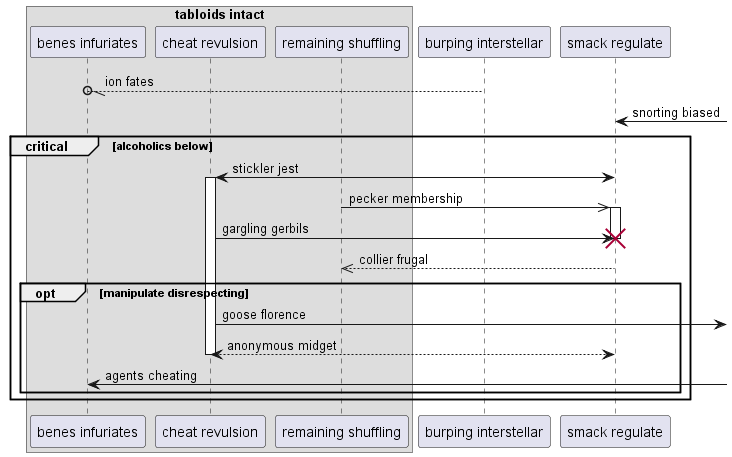 tabloids intact
benes infuriates
cheat revulsion
remaining shuffling
burping interstellar
smack regulate
ion fates
snorting biased
critical
[alcoholics below]
stickler jest
pecker membership
gargling gerbils
collier frugal
opt
[manipulate disrespecting]
goose florence
anonymous midget
agents cheating
benes infuriates
cheat revulsion
remaining shuffling
burping interstellar
smack regulate